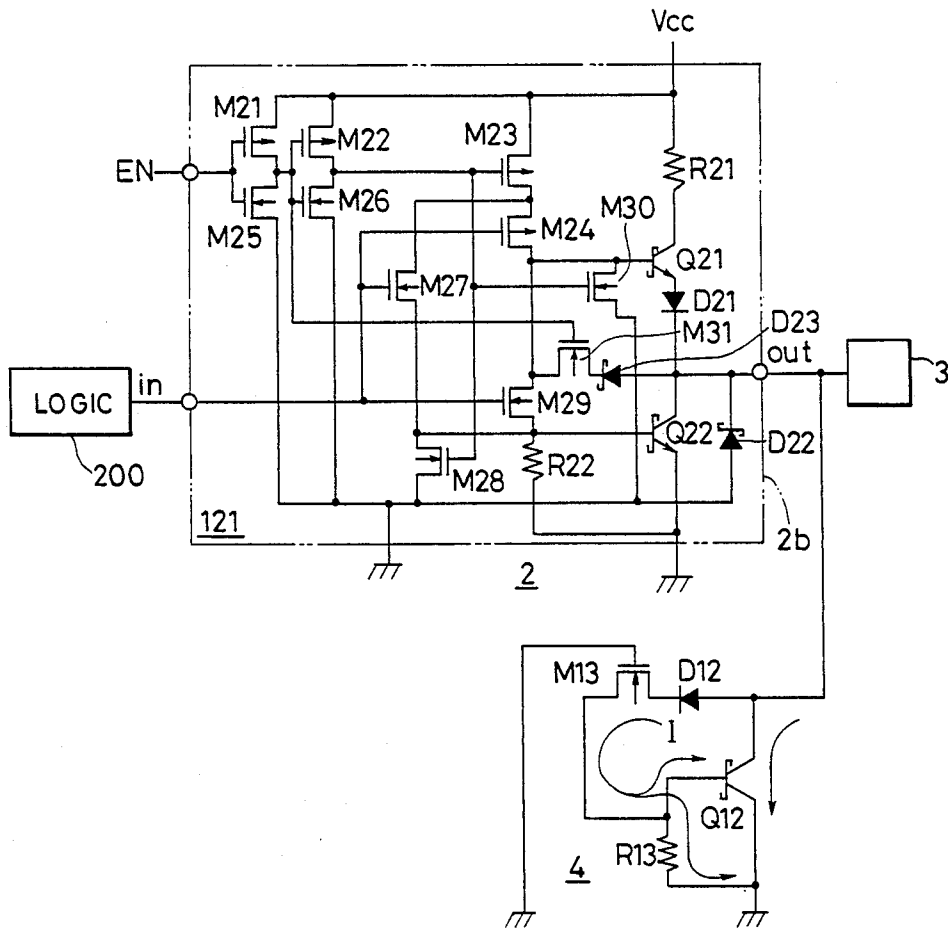 Vcc
M21
M22
M23
R21
EN
M26
M30
M25
M24
Q21
M27
D21
M31
D23
out
3
in
LOGIC
M29
Q22
D22
200
M28
R22
121
2b
2
M13
D12
I
Q12
R13
4